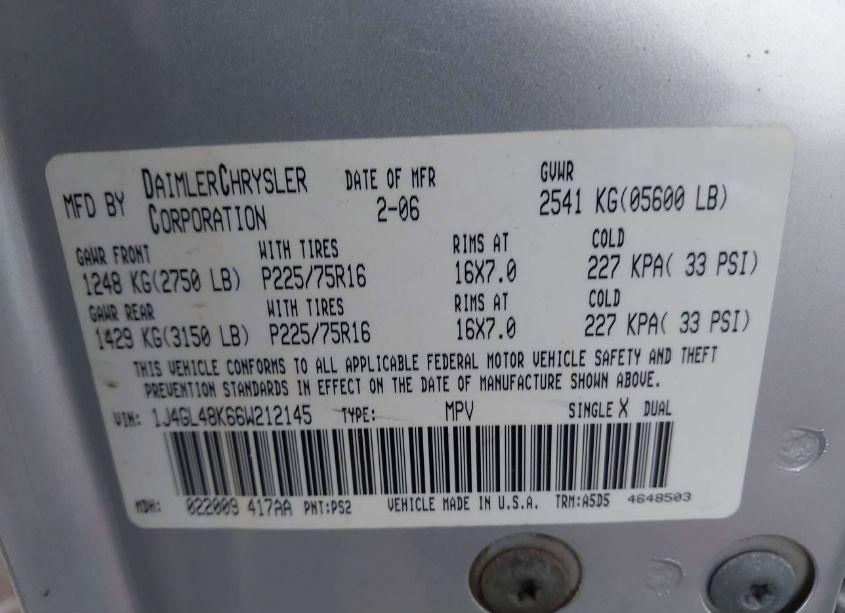 MFD BY DAIMLERCHRYSLER CORPORATION DATE OF MFR 2-06 GVWR 2541 KG(05600 LB)
GAWR FRONT WITH TIRES RIMS AT COLD
1248 KG(2750 LB) P225/75R16 16X7.0 227 KPA( 33 PSI)
GAWR REAR WITH TIRES RIMS AT COLD
1429 KG(3150 LB) P225/75R16 16X7.0 227 KPA( 33 PSI)
THIS VEHICLE CONFORMS TO ALL APPLICABLE FEDERAL MOTOR VEHICLE SAFETY AND THEFT
PREVENTION STANDARDS IN EFFECT ON THE DATE OF MANUFACTURE SHOWN ABOVE.
VIN: 1J4GL48K66W212145 TYPE: MPV SINGLE X DUAL
MDH: 022009 417AA PNT:PS2 VEHICLE MADE IN U.S.A. TRM:A5D5 4648503